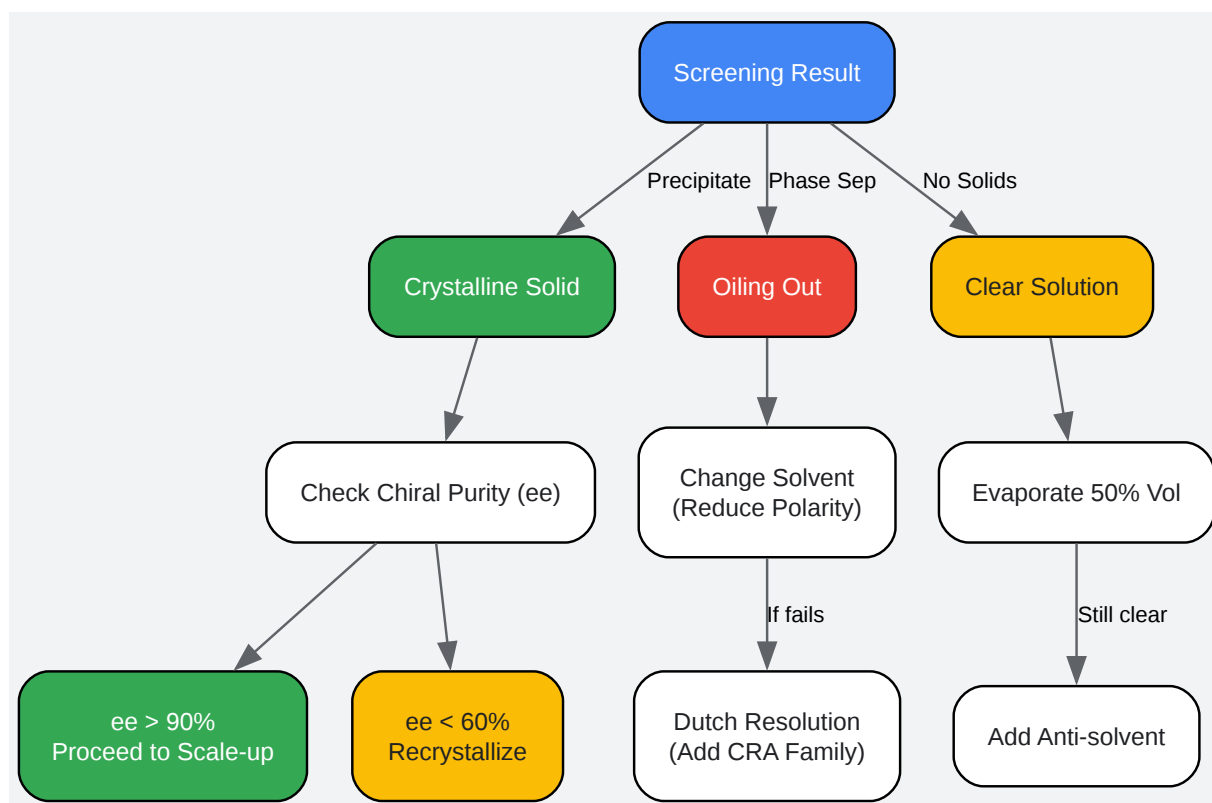 Screening Result
Precipitate
Phase Sep
No Solids
Crystalline Solid
Oiling Out
Clear Solution
Check Chiral Purity (ee)
Change Solvent
(Reduce Polarity)
Evaporate 50% Vol
If fails
Still clear
ee > 90%
Proceed to Scale-up
ee < 60%
Recrystallize
Dutch Resolution
(Add CRA Family)
Add Anti-solvent